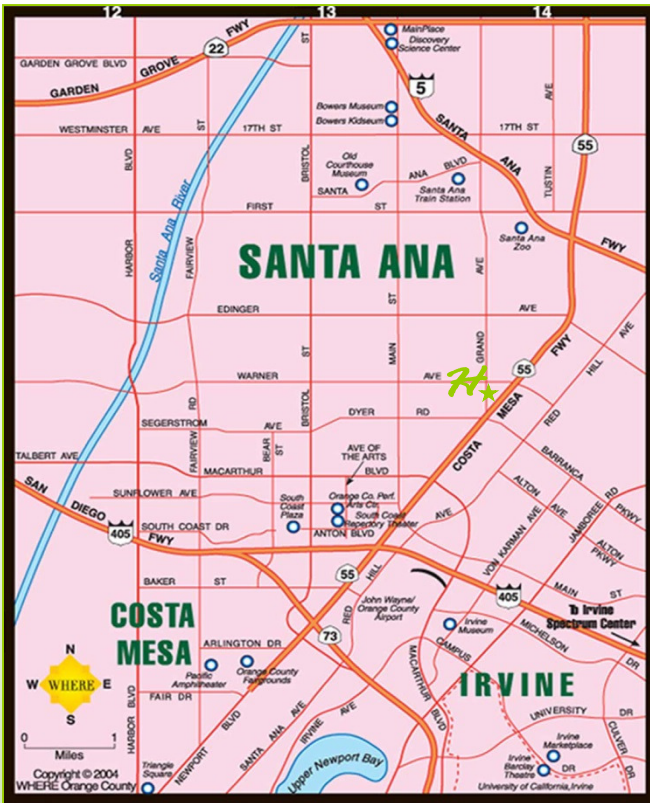 12 13 14
FWY
22
ST
MainPlace
Discovery
Science Center
GARDEN GROVE BLVD
GARDEN GROVE
5
AVE
Bowers Museum
Bowers Kidseum
WESTMINSTER AVE
ST
17TH ST
SANTA
17TH ST
55
BLVD
BRISTOL
Old
Courthouse
Museum
ANA BLVD
ANA
TUSTIN
SANTA
Santa Ana
Train Station
FIRST ST
Santa Ana River
HARBOR
FAIRVIEW
SANTA ANA
AVE
Santa Ana
Zoo
FWY
EDINGER
ST
AVE
AVE
ST
MAIN
GRAND
FWY
HILL
WARNER
AVE
H
55
RD
BRISTOL
DYER RD
MESA
RED
SEGERSTROM AVE
FAIRVIEW
BEAR ST
AVE OF
THE ARTS
COSTA
BARRANCA
TALBERT AVE
MACARTHUR BLVD
SAN DIEGO
SUNFLOWER AVE
South
Coast
Plaza
Orange Co. Perf.
Arts Ctr.
South Coast
Repertory Theater
ALTON AVE
JAMBOREE RD
PKWY
405
SOUTH COAST DR
ANTON BLVD
AVE
VON KARMAN AVE
ALTON
PKWY
FWY
BAKER ST
55
HILL
405
MAIN ST
COSTA
MESA
John Wayne/
Orange County
Airport
RED
To Irvine
Spectrum Center
73
Irvine
Museum
MICHELSON
DR
N
ARLINGTON DR
CAMPUS
W WHERE E
Pacific
Amphitheater
Orange County
Fairgrounds
MACARTHUR BLVD
IRVINE
S
FAIR DR
HARBOR BLVD
NEWPORT BLVD
SANTA ANA AVE
IRVINE AVE
UNIVERSITY DR
CULVER DR
0 1
Miles
Irvine
Marketplace
Copyright © 2004
WHERE Orange County
Triangle
Square
Upper Newport Bay
Irvine
Barclay
Theatre
DR
University of California, Irvine